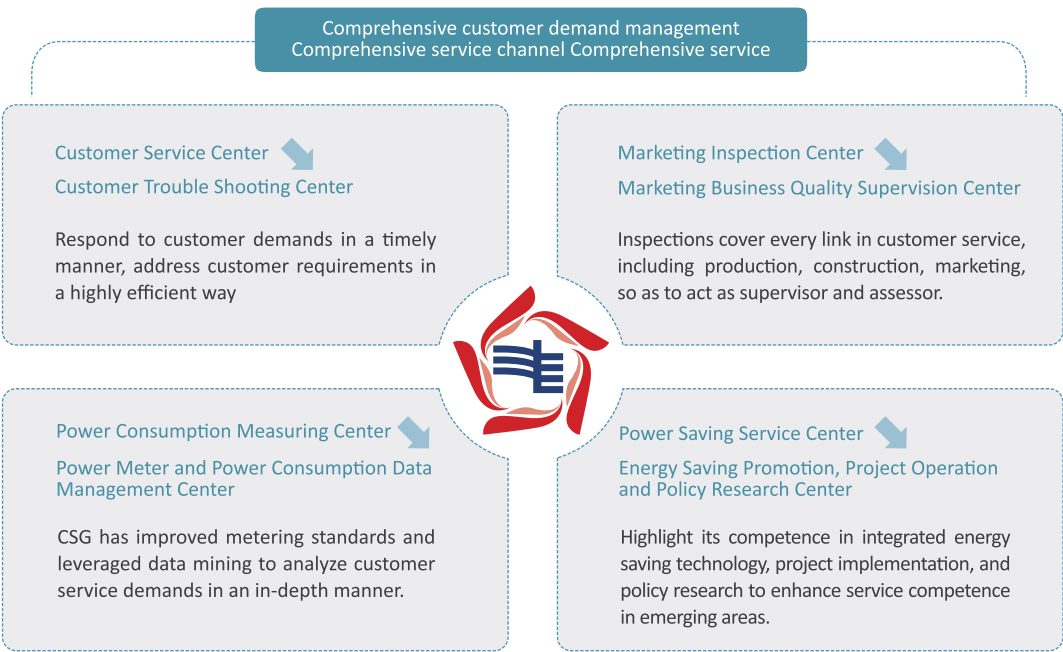 Comprehensive customer demand management
Comprehensive service channel Comprehensive service
Customer Service Center
Customer Trouble Shooting Center
Respond to customer demands in a timely
manner, address customer requirements in
a highly efficient way
Marketing Inspection Center
Marketing Business Quality Supervision Center
Inspections cover every link in customer service,
including production, construction, marketing,
so as to act as supervisor and assessor.
Power Consumption Measuring Center
Power Meter and Power Consumption Data
Management Center
CSG has improved metering standards and
leveraged data mining to analyze customer
service demands in an in-depth manner.
Power Saving Service Center
Energy Saving Promotion, Project Operation
and Policy Research Center
Highlight its competence in integrated energy
saving technology, project implementation, and
policy research to enhance service competence
in emerging areas.